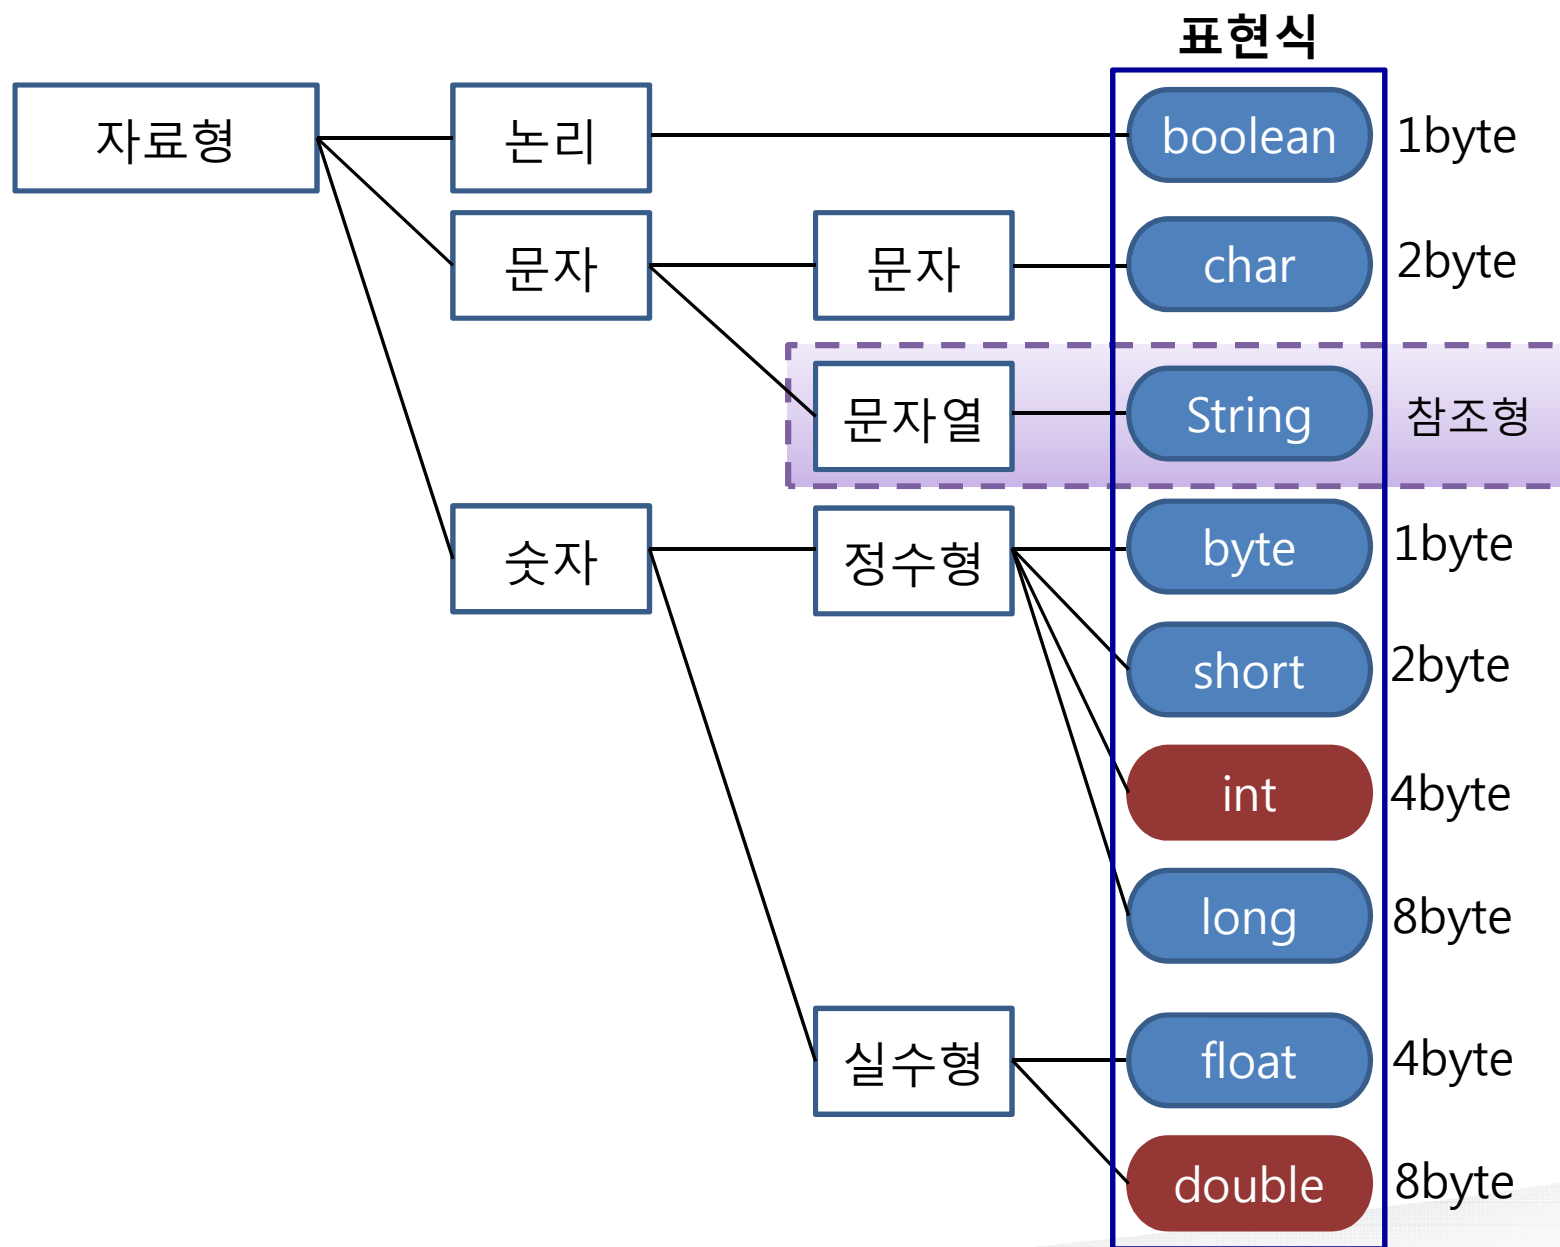 표현식
자료형 논리 boolean 1byte
문자 문자 char 2byte
문자열 String 참조형
숫자 정수형 byte 1byte
short 2byte
int 4byte
long 8byte
실수형 float 4byte
double 8byte